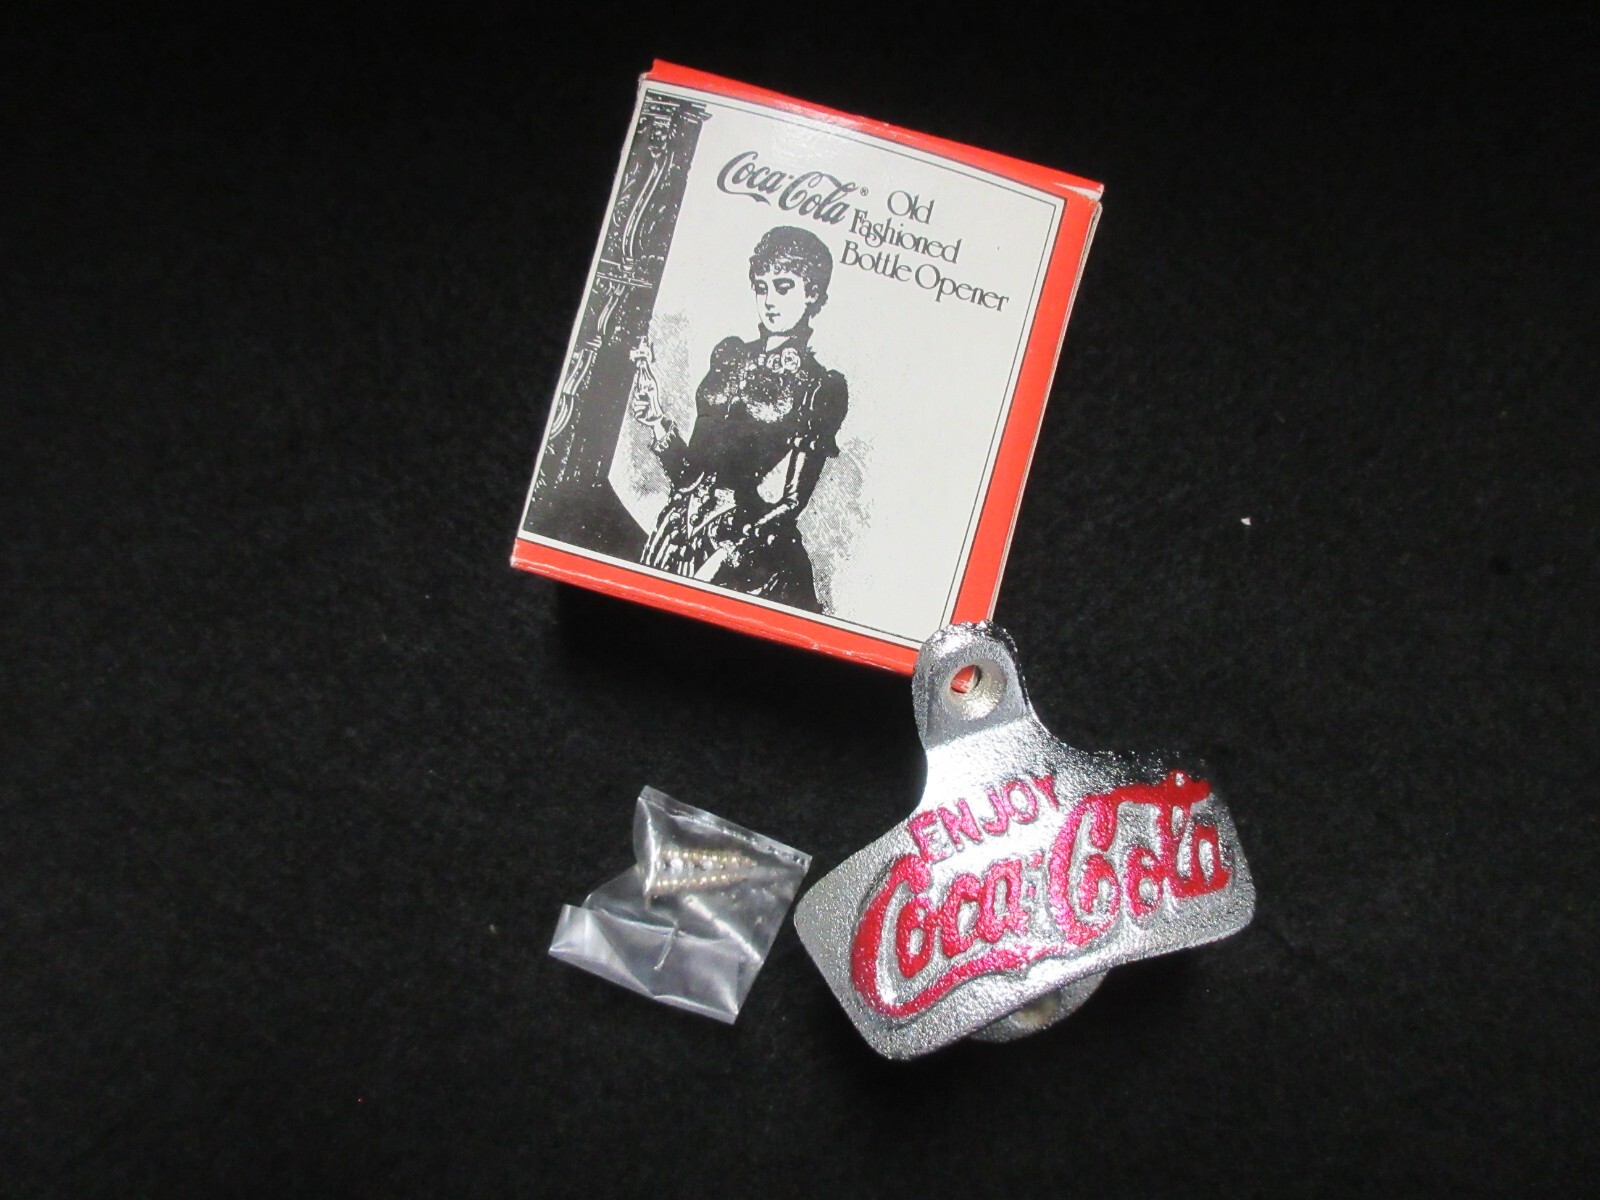 Coca-Cola® Old
Fashioned
Bottle Opener
ENJOY
Coca-Cola